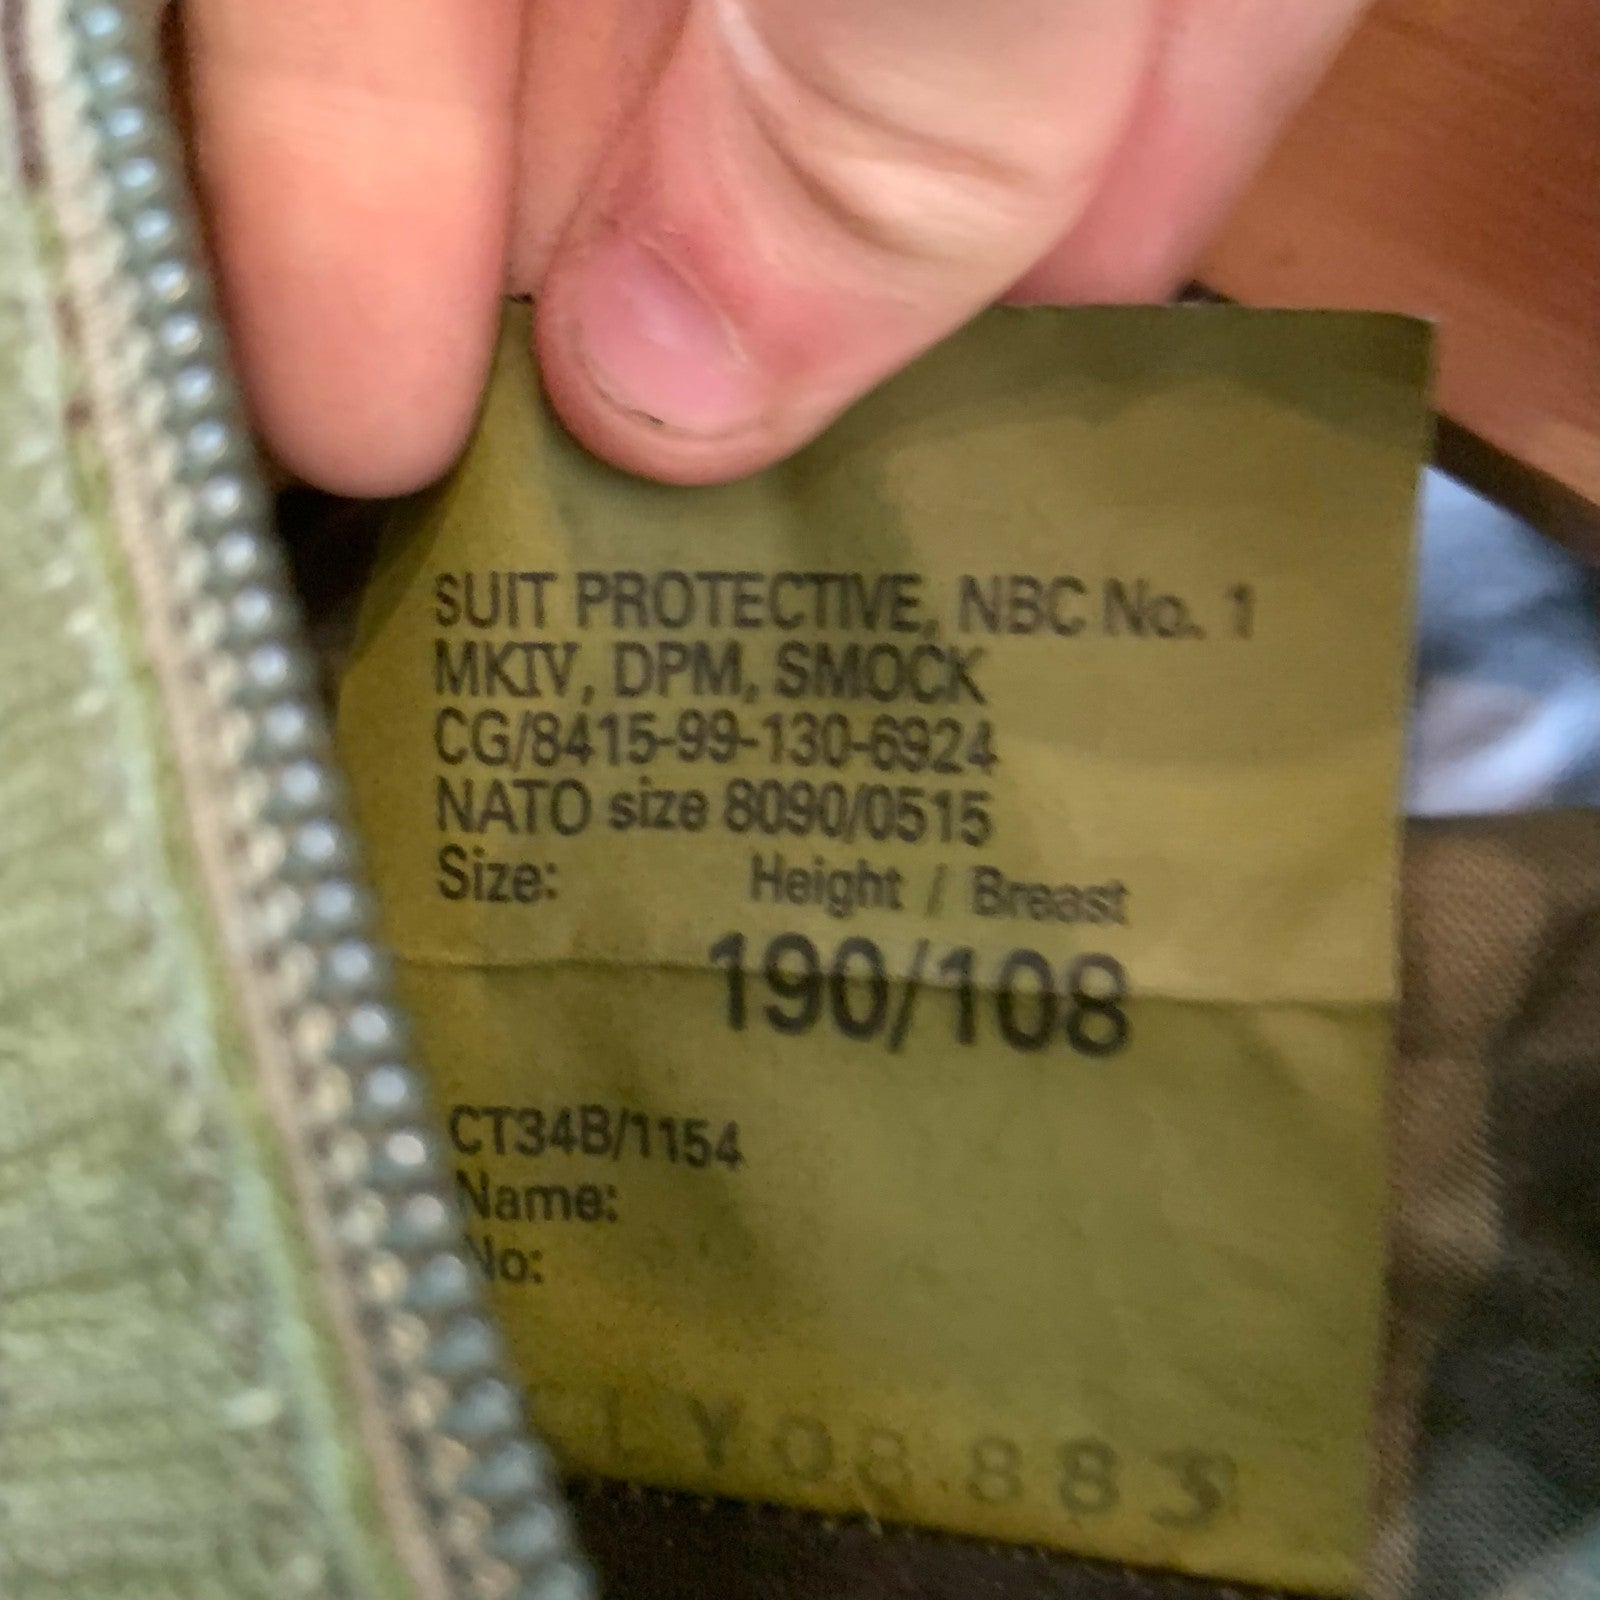 SUIT PROTECTIVE, NBC No. 1
MKIV, DPM, SMOCK
CG/8415-99-130-6924
NATO size 8090/0515
Size: Height / Breast
190/108
CT34B/1154
Name:
No: